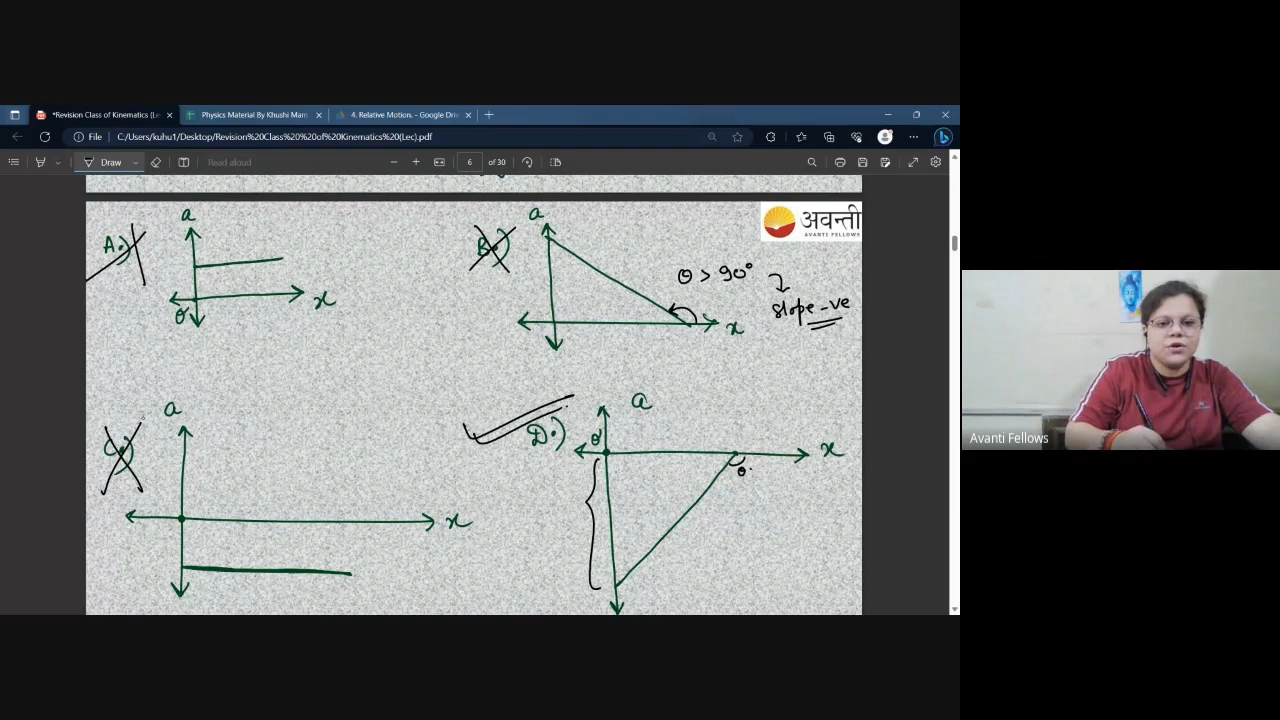 *Revision Class of Kinematics (Le
Physics Material By Khushi Mam
4. Relative Motion. - Google Dri
File
C:/Users/kuhu1/Desktop/Revision%20Class%20%20of%20Kinematics%20(Lec).pdf
Draw
Read aloud
6
of 30
अवन्ती
AVANTI FELLOWS
A.)
a
x
B.)
a
θ > 90°
slope -ve
x
C.)
a
x
D.)
a
x
θ
Avanti Fellows